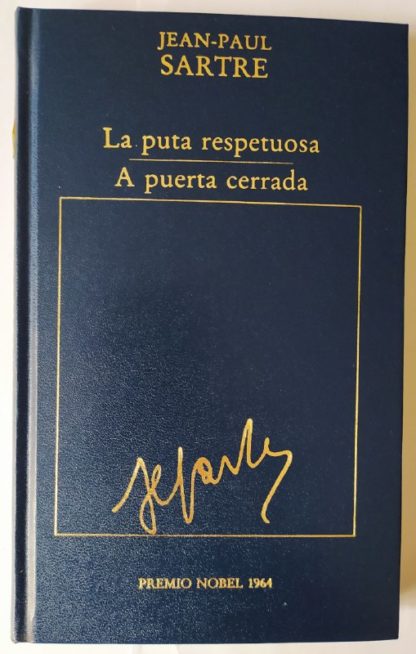 JEAN-PAUL
SARTRE
La puta respetuosa
A puerta cerrada
PREMIO NOBEL 1964